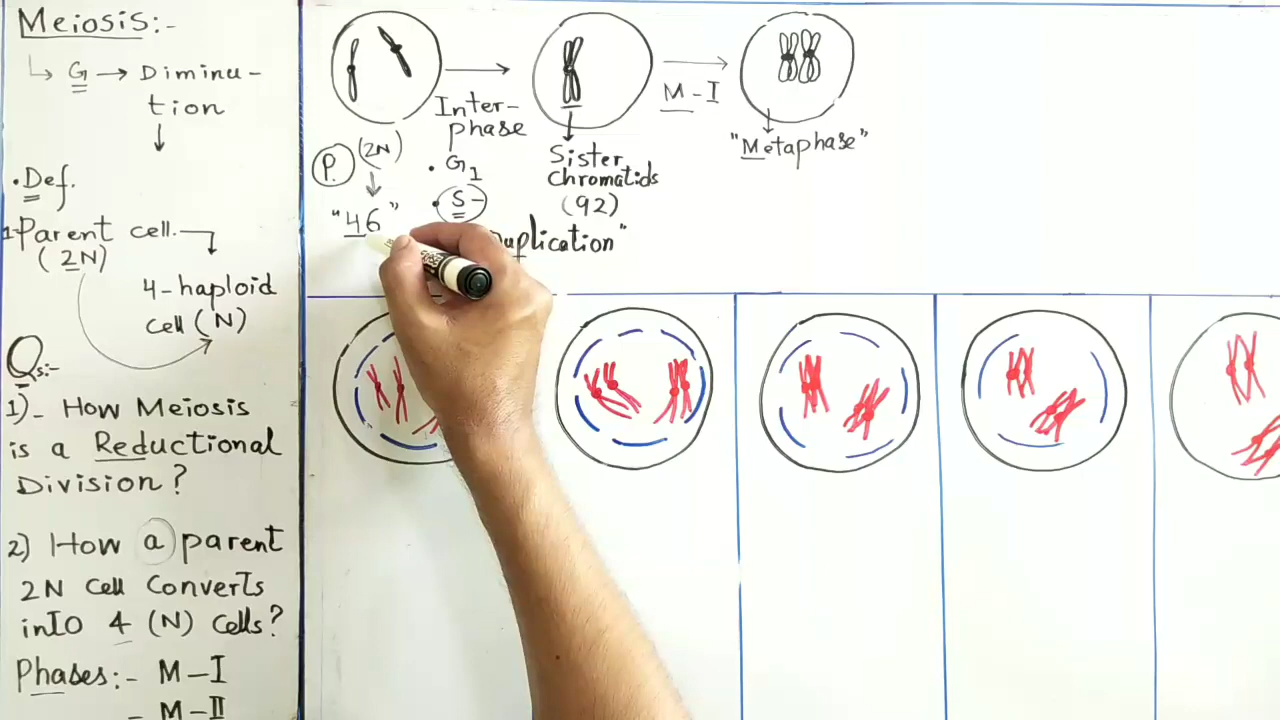 Meiosis:-
G → Diminu-
tion
• Def.
1- Parent cell.
(2N)
4-haploid
cell (N)
Qs:-
1)- How Meiosis
is a Reductional
Division?
2) How a parent
2N cell converts
inIO 4 (N) cells?
Phases:- M-I
- M-II
P. (2N)
"46"
Inter-
phase
• G1
• S-
uplication"
Sister
Chromatids
(92)
M-I
"Metaphase"